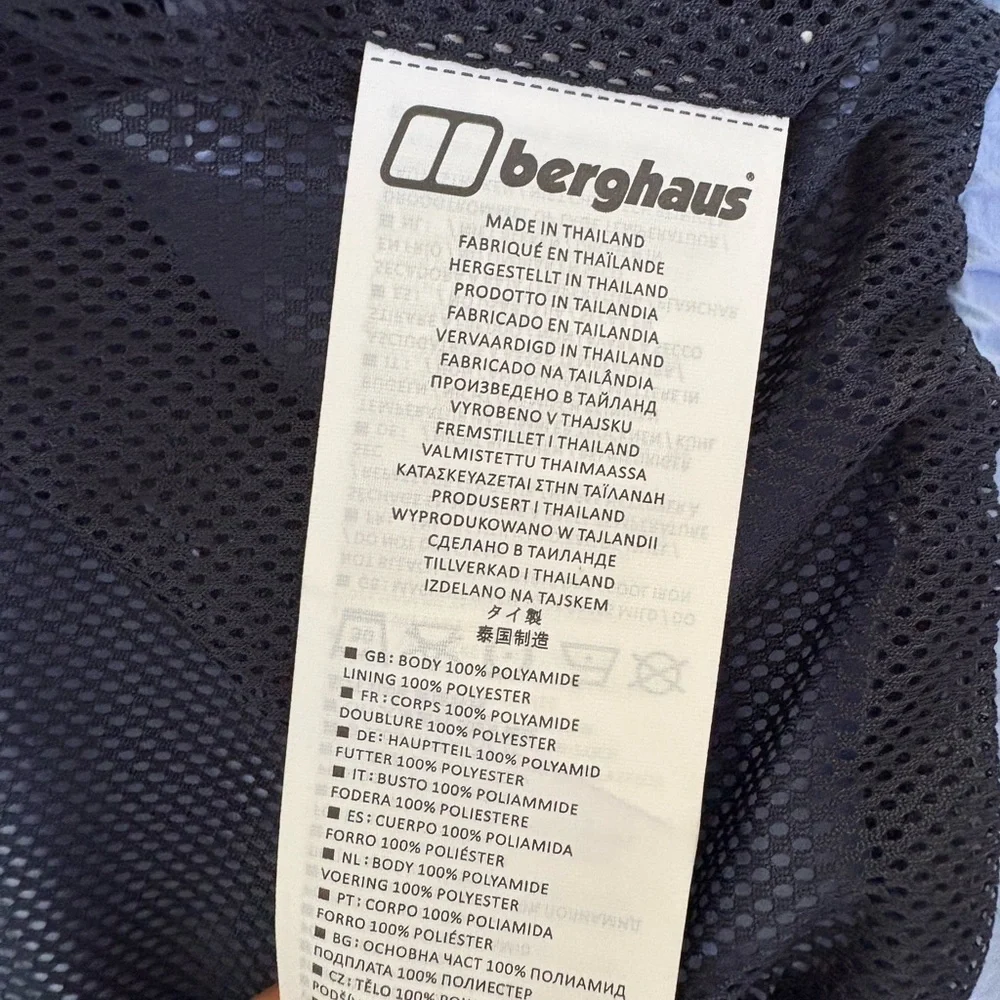 berghaus®
MADE IN THAILAND
FABRIQUÉ EN THAÏLANDE
HERGESTELLT IN THAILAND
PRODOTTO IN TAILANDIA
FABRICADO EN TAILANDIA
VERVAARDIGD IN THAILAND
FABRICADO NA TAILÂNDIA
ПРОИЗВЕДЕНО В ТАЙЛАНД
VYROBENO V THAJSKU
FREMSTILLET I THAILAND
VALMISTETTU THAIMAASSA
ΚΑΤΑΣΚΕΥΑΖΕΤΑΙ ΣΤΗΝ ΤΑΪΛΑΝΔΗ
PRODUSERT I THAILAND
WYPRODUKOWANO W TAJLANDII
СДЕЛАНО В ТАИЛАНДЕ
TILLVERKAD I THAILAND
IZDELANO NA TAJSKEM
タイ製
泰国制造
■ GB: BODY 100% POLYAMIDE
LINING 100% POLYESTER
■ FR: CORPS 100% POLYAMIDE
DOUBLURE 100% POLYESTER
■ DE: HAUPTTEIL 100% POLYAMID
FUTTER 100% POLYESTER
■ IT: BUSTO 100% POLIAMMIDE
FODERA 100% POLIESTERE
■ ES: CUERPO 100% POLIAMIDA
FORRO 100% POLIÉSTER
■ NL: BODY 100% POLYAMIDE
VOERING 100% POLYESTER
■ PT: CORPO 100% POLIAMIDA
FORRO 100% POLIÉSTER
■ BG: ОСНОВНА ЧАСТ 100% ПОЛИАМИД
ПОДПЛАТА 100% ПОЛИЕСТЕР
■ CZ: TĚLO 100%